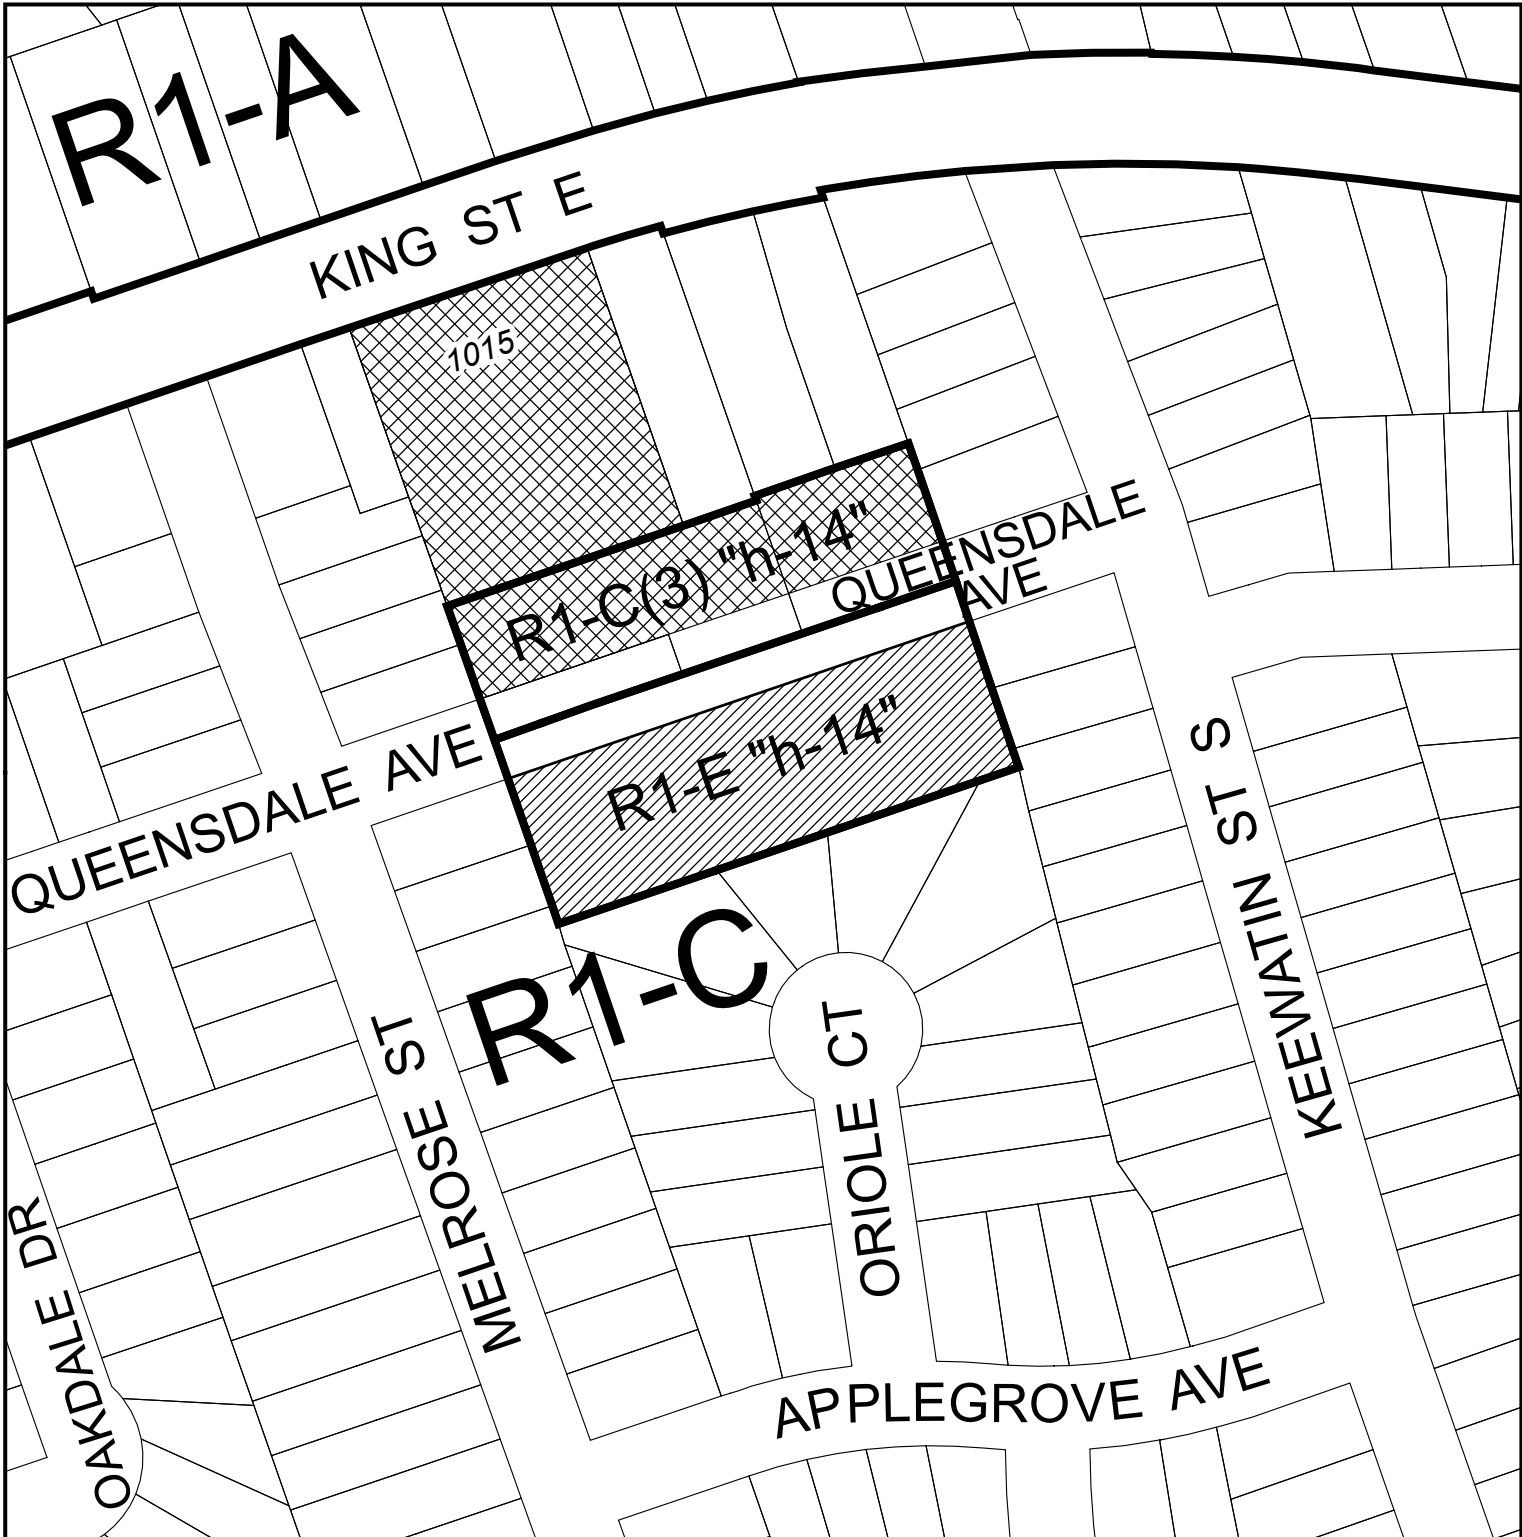 R1-A
KING ST E
1015
R1-C(3) "h-14"
QUEENSDALE
AVE
R1-E "h-14"
QUEENSDALE AVE
R1-C
KEEWATIN ST S
ORIOLE CT
MELROSE ST
OAKDALE DR
APPLEGROVE AVE